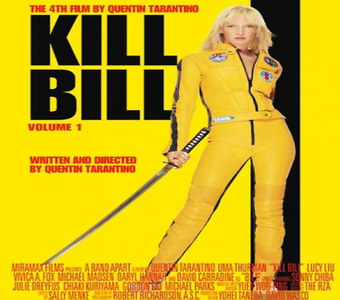 THE 4TH FILM BY QUENTIN TARANTINO
KILL
BILL
VOLUME 1
WRITTEN AND DIRECTED
BY QUENTIN TARANTINO
MIRAMAX FILMS PRESENTS A BAND APART QUENTIN TARANTINO UMA THURMAN "KILL BILL" LUCY LIU
VIVICA A. FOX MICHAEL MADSEN DARYL HANNAH DAVID CARRADINE AS "BILL" SONNY CHIBA
JULIE DREYFUS CHIAKI KURIYAMA GORDON LIU MICHAEL PARKS YUEN WOO-PING THE RZA
SALLY MENKE ROBERT RICHARDSON, A.S.C. YOHEI TANEDA DAVID WASCO